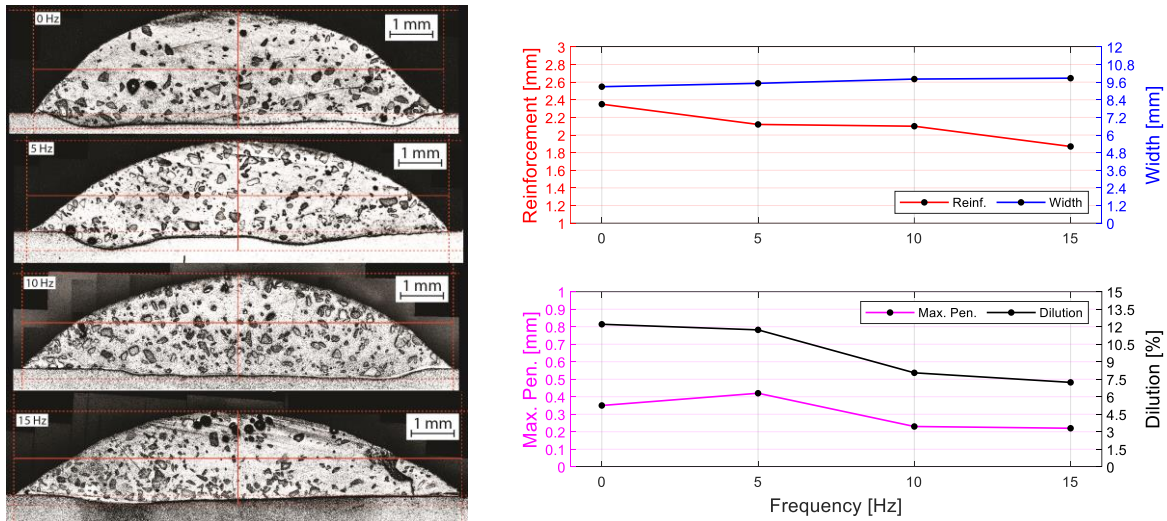 0 Hz
1 mm
5 Hz
1 mm
10 Hz
1 mm
15 Hz
1 mm
Reinforcement [mm]
3
2.8
2.6
2.4
2.2
2
1.8
1.6
1.4
1.2
1
12
10.8
9.6
8.4
7.2
6
4.8
3.6
2.4
1.2
0
Width [mm]
Reinf. Width
0 5 10 15
Max. Pen. [mm]
1
0.9
0.8
0.7
0.6
0.5
0.4
0.3
0.2
0.1
0
15
13.5
12
10.5
9
7.5
6
4.5
3
1.5
0
Dilution [%]
Max. Pen. Dilution
0 5 10 15
Frequency [Hz]